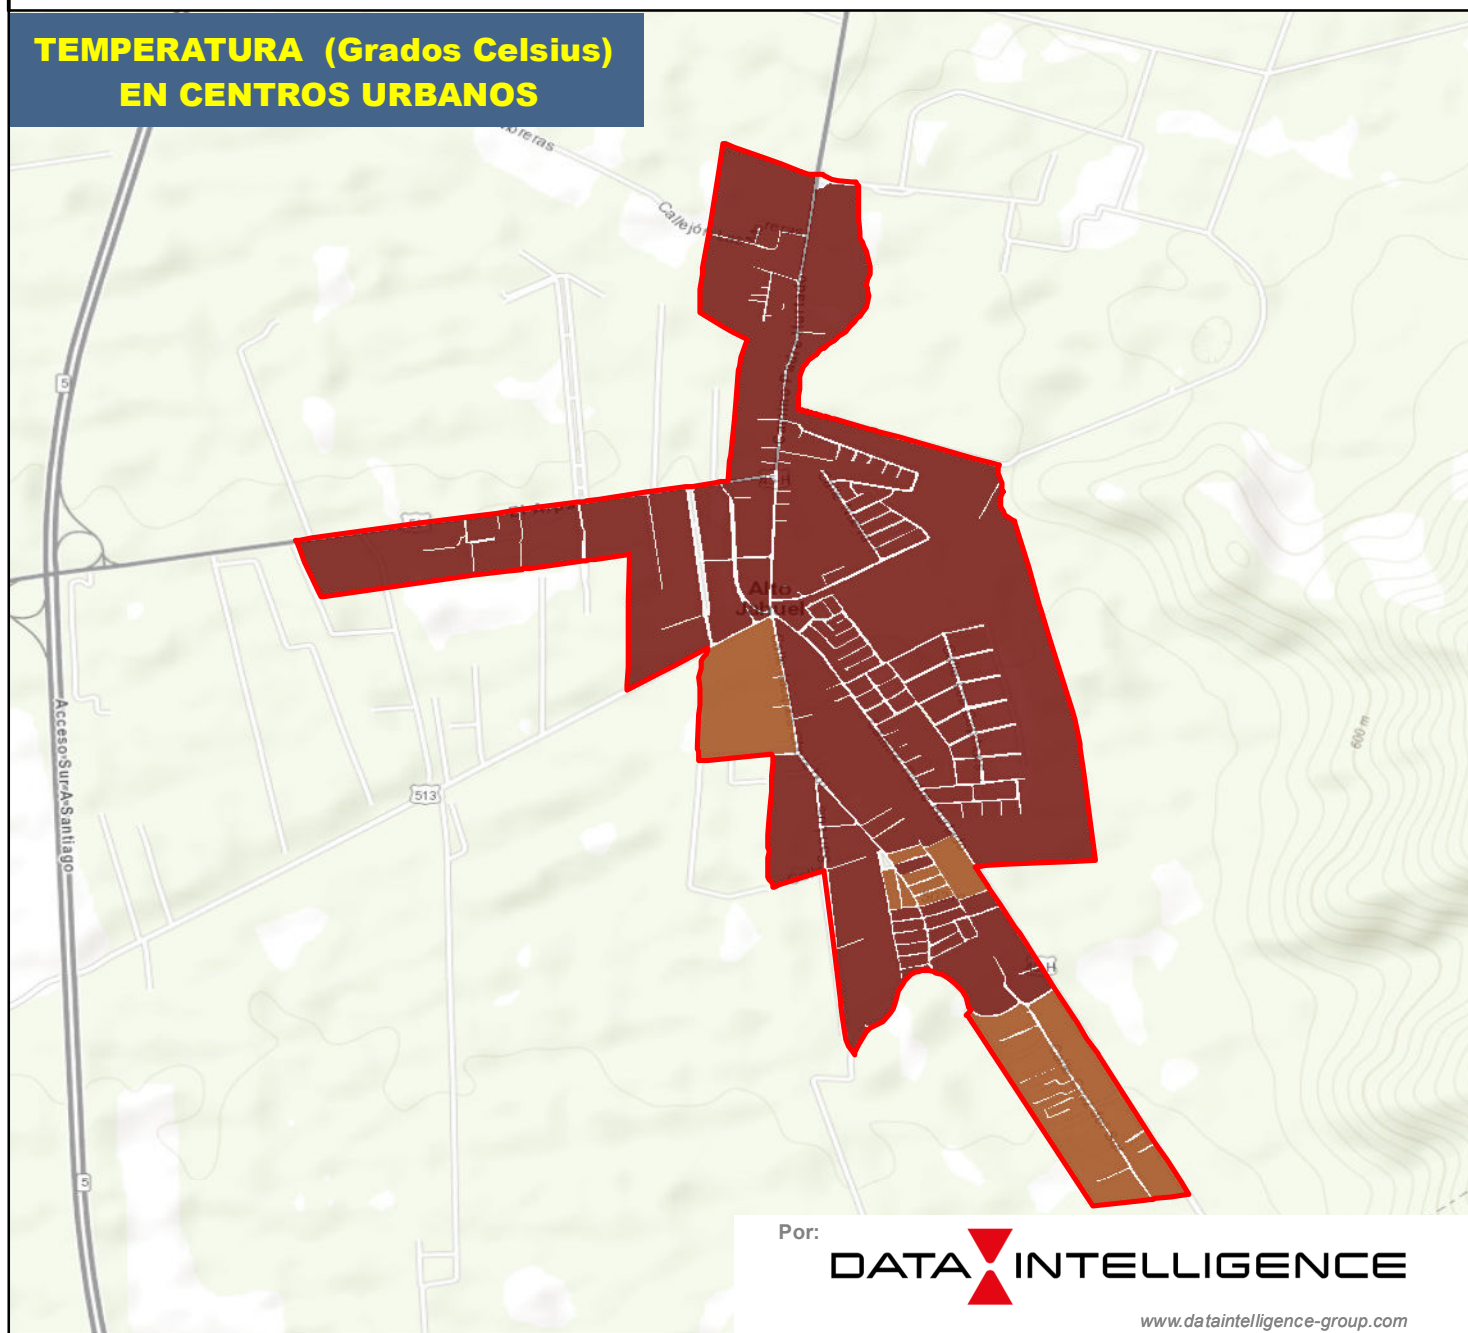 TEMPERATURA (Grados Celsius)
EN CENTROS URBANOS
5
Alto
Jahuel
Acceso Sur A Santiago
513
600 m
5
Por:
DATA INTELLIGENCE
www.dataintelligence-group.com